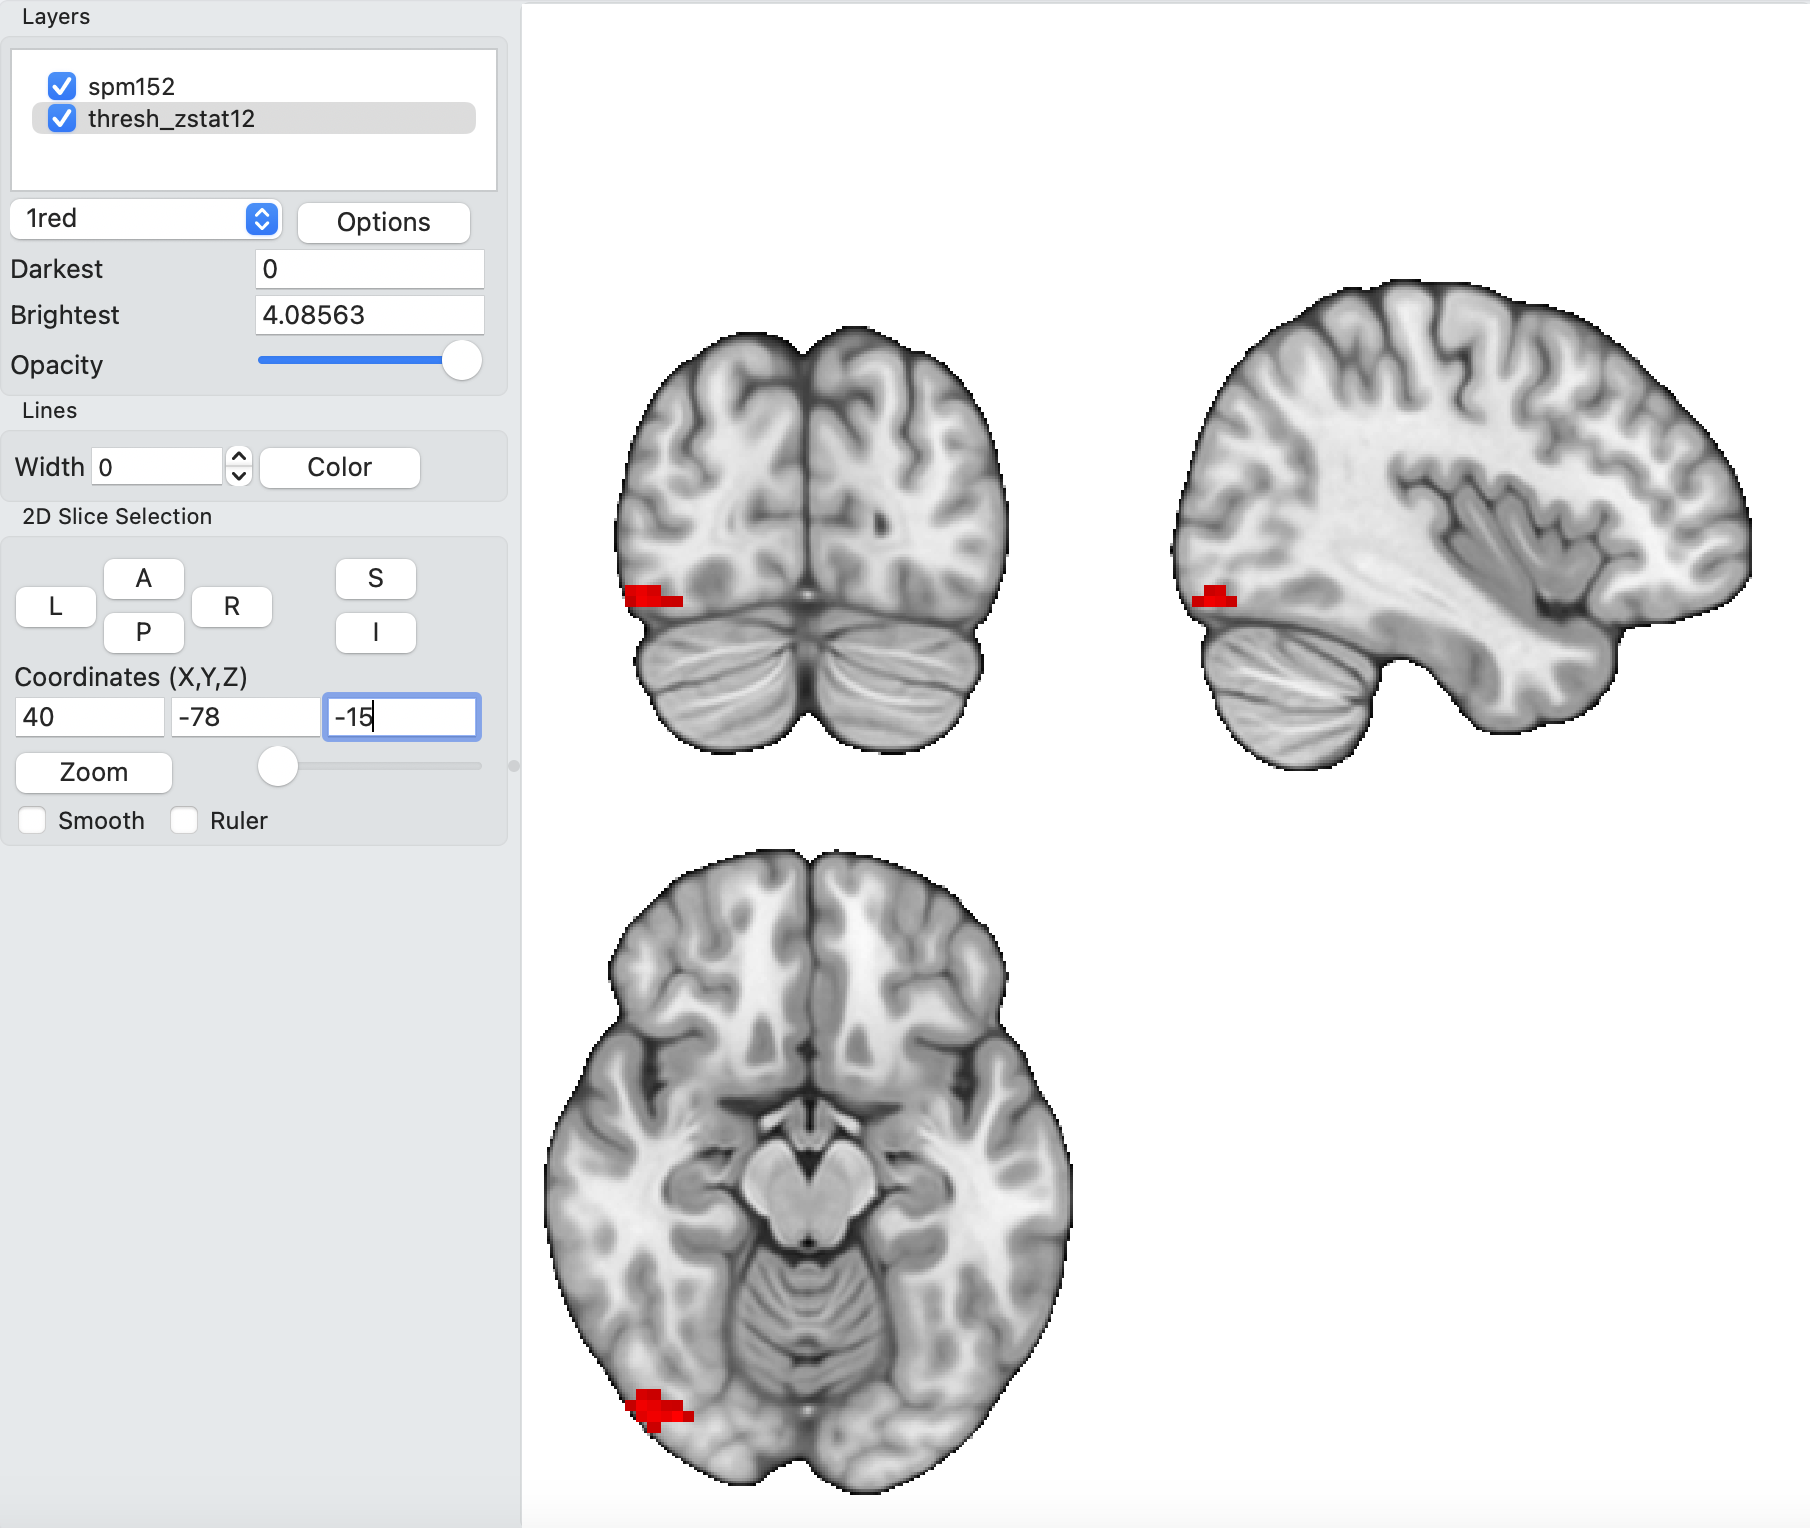 Layers
spm152
thresh_zstat12
1red
Options
Darkest
0
Brightest
4.08563
Opacity
Lines
Width
0
Color
2D Slice Selection
A
S
L
R
P
I
Coordinates (X,Y,Z)
40
-78
-15
Zoom
Smooth
Ruler